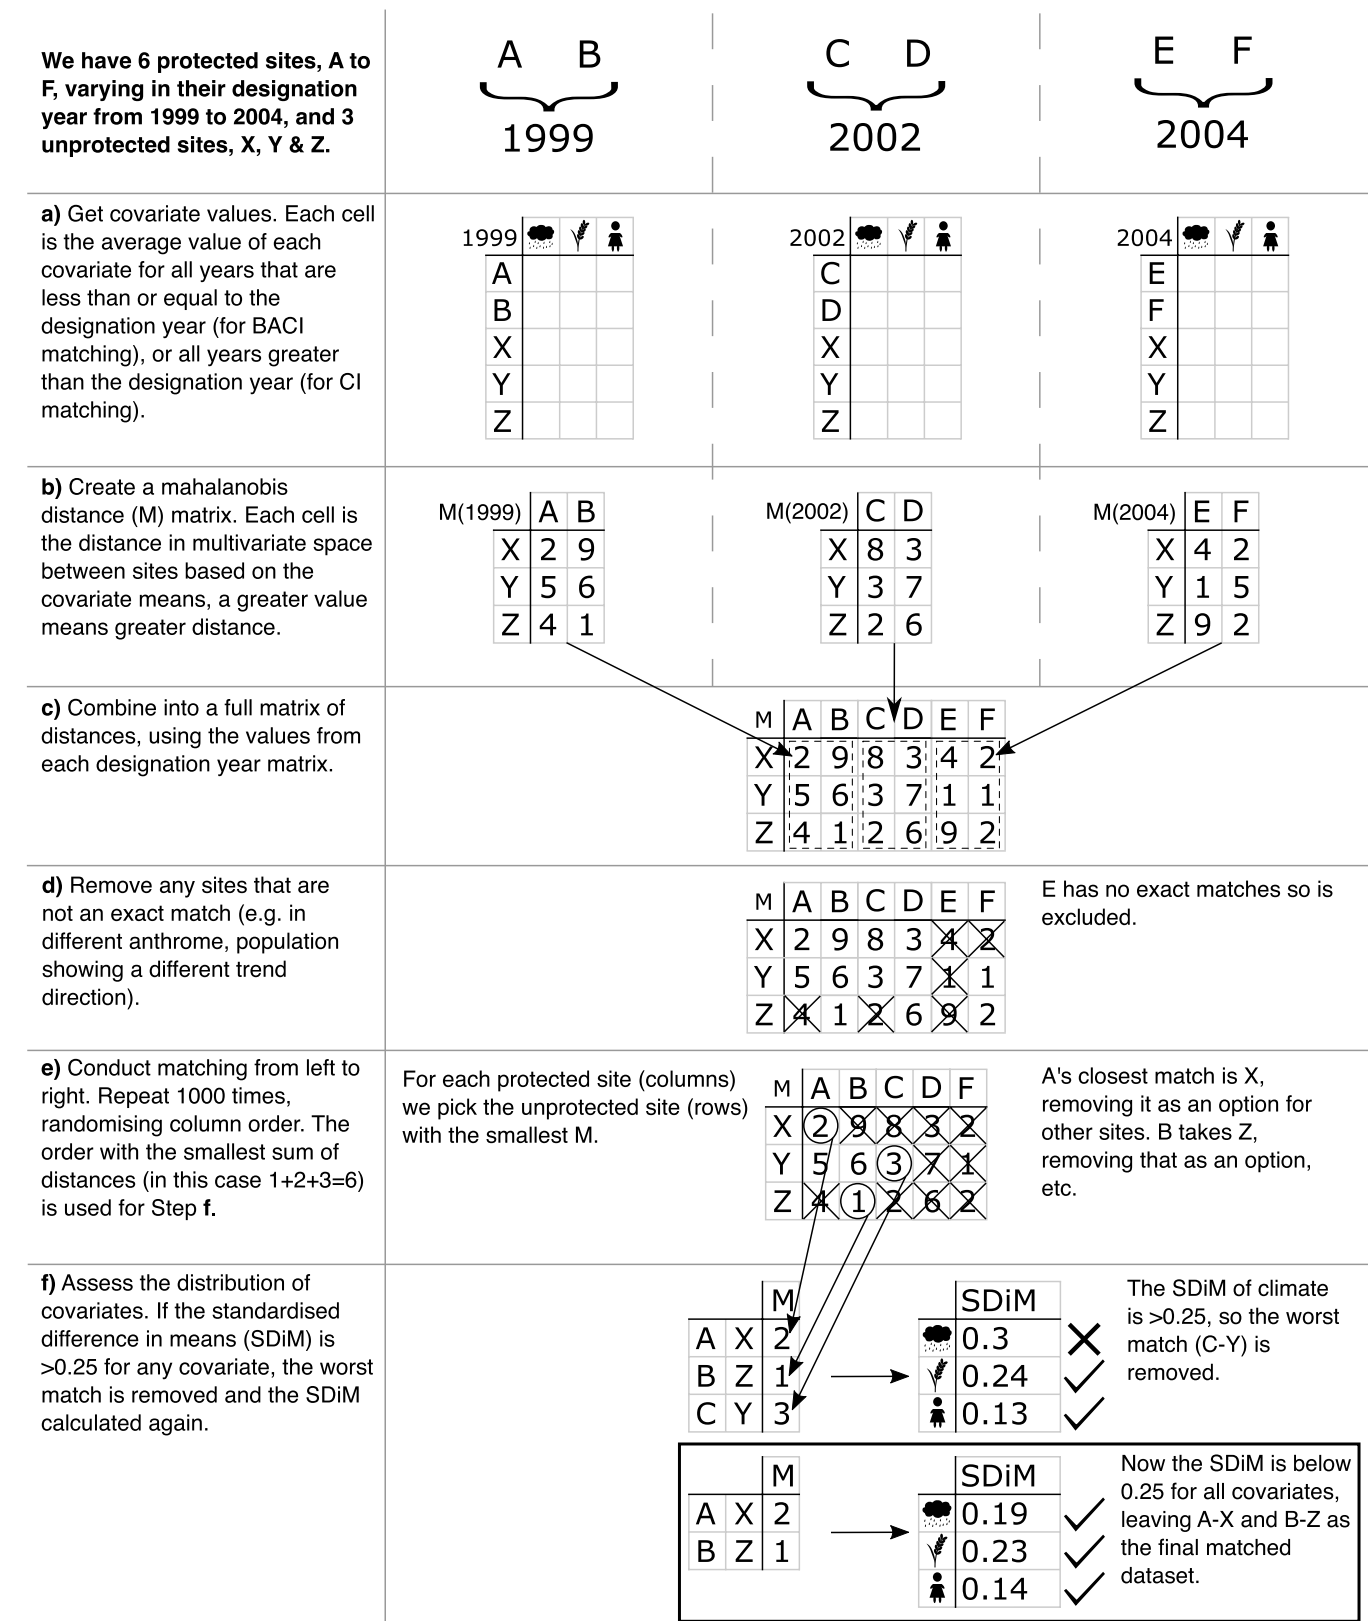 We have 6 protected sites, A to
F, varying in their designation
year from 1999 to 2004, and 3
unprotected sites, X, Y & Z.
A B
1999
C D
2002
E F
2004
a) Get covariate values. Each cell
is the average value of each
covariate for all years that are
less than or equal to the
designation year (for BACI
matching), or all years greater
than the designation year (for CI
matching).
1999
A
B
X
Y
Z
2002
C
D
X
Y
Z
2004
E
F
X
Y
Z
b) Create a mahalanobis
distance (M) matrix. Each cell is
the distance in multivariate space
between sites based on the
covariate means, a greater value
means greater distance.
M(1999) A B
X 2 9
Y 5 6
Z 4 1
M(2002) C D
X 8 3
Y 3 7
Z 2 6
M(2004) E F
X 4 2
Y 1 5
Z 9 2
c) Combine into a full matrix of
distances, using the values from
each designation year matrix.
M A B C D E F
X 2 9 8 3 4 2
Y 5 6 3 7 1 1
Z 4 1 2 6 9 2
d) Remove any sites that are
not an exact match (e.g. in
different anthrome, population
showing a different trend
direction).
M A B C D E F
X 2 9 8 3 4 2
Y 5 6 3 7 1 1
Z 4 1 2 6 9 2
E has no exact matches so is
excluded.
e) Conduct matching from left to
right. Repeat 1000 times,
randomising column order. The
order with the smallest sum of
distances (in this case 1+2+3=6)
is used for Step f.
For each protected site (columns)
we pick the unprotected site (rows)
with the smallest M.
M A B C D F
X 2 9 8 3 2
Y 5 6 3 7 1
Z 4 1 2 6 2
A's closest match is X,
removing it as an option for
other sites. B takes Z,
removing that as an option,
etc.
f) Assess the distribution of
covariates. If the standardised
difference in means (SDiM) is
>0.25 for any covariate, the worst
match is removed and the SDiM
calculated again.
M
A X 2
B Z 1
C Y 3
SDiM
0.3
0.24
0.13
The SDiM of climate
is >0.25, so the worst
match (C-Y) is
removed.
M
A X 2
B Z 1
SDiM
0.19
0.23
0.14
Now the SDiM is below
0.25 for all covariates,
leaving A-X and B-Z as
the final matched
dataset.